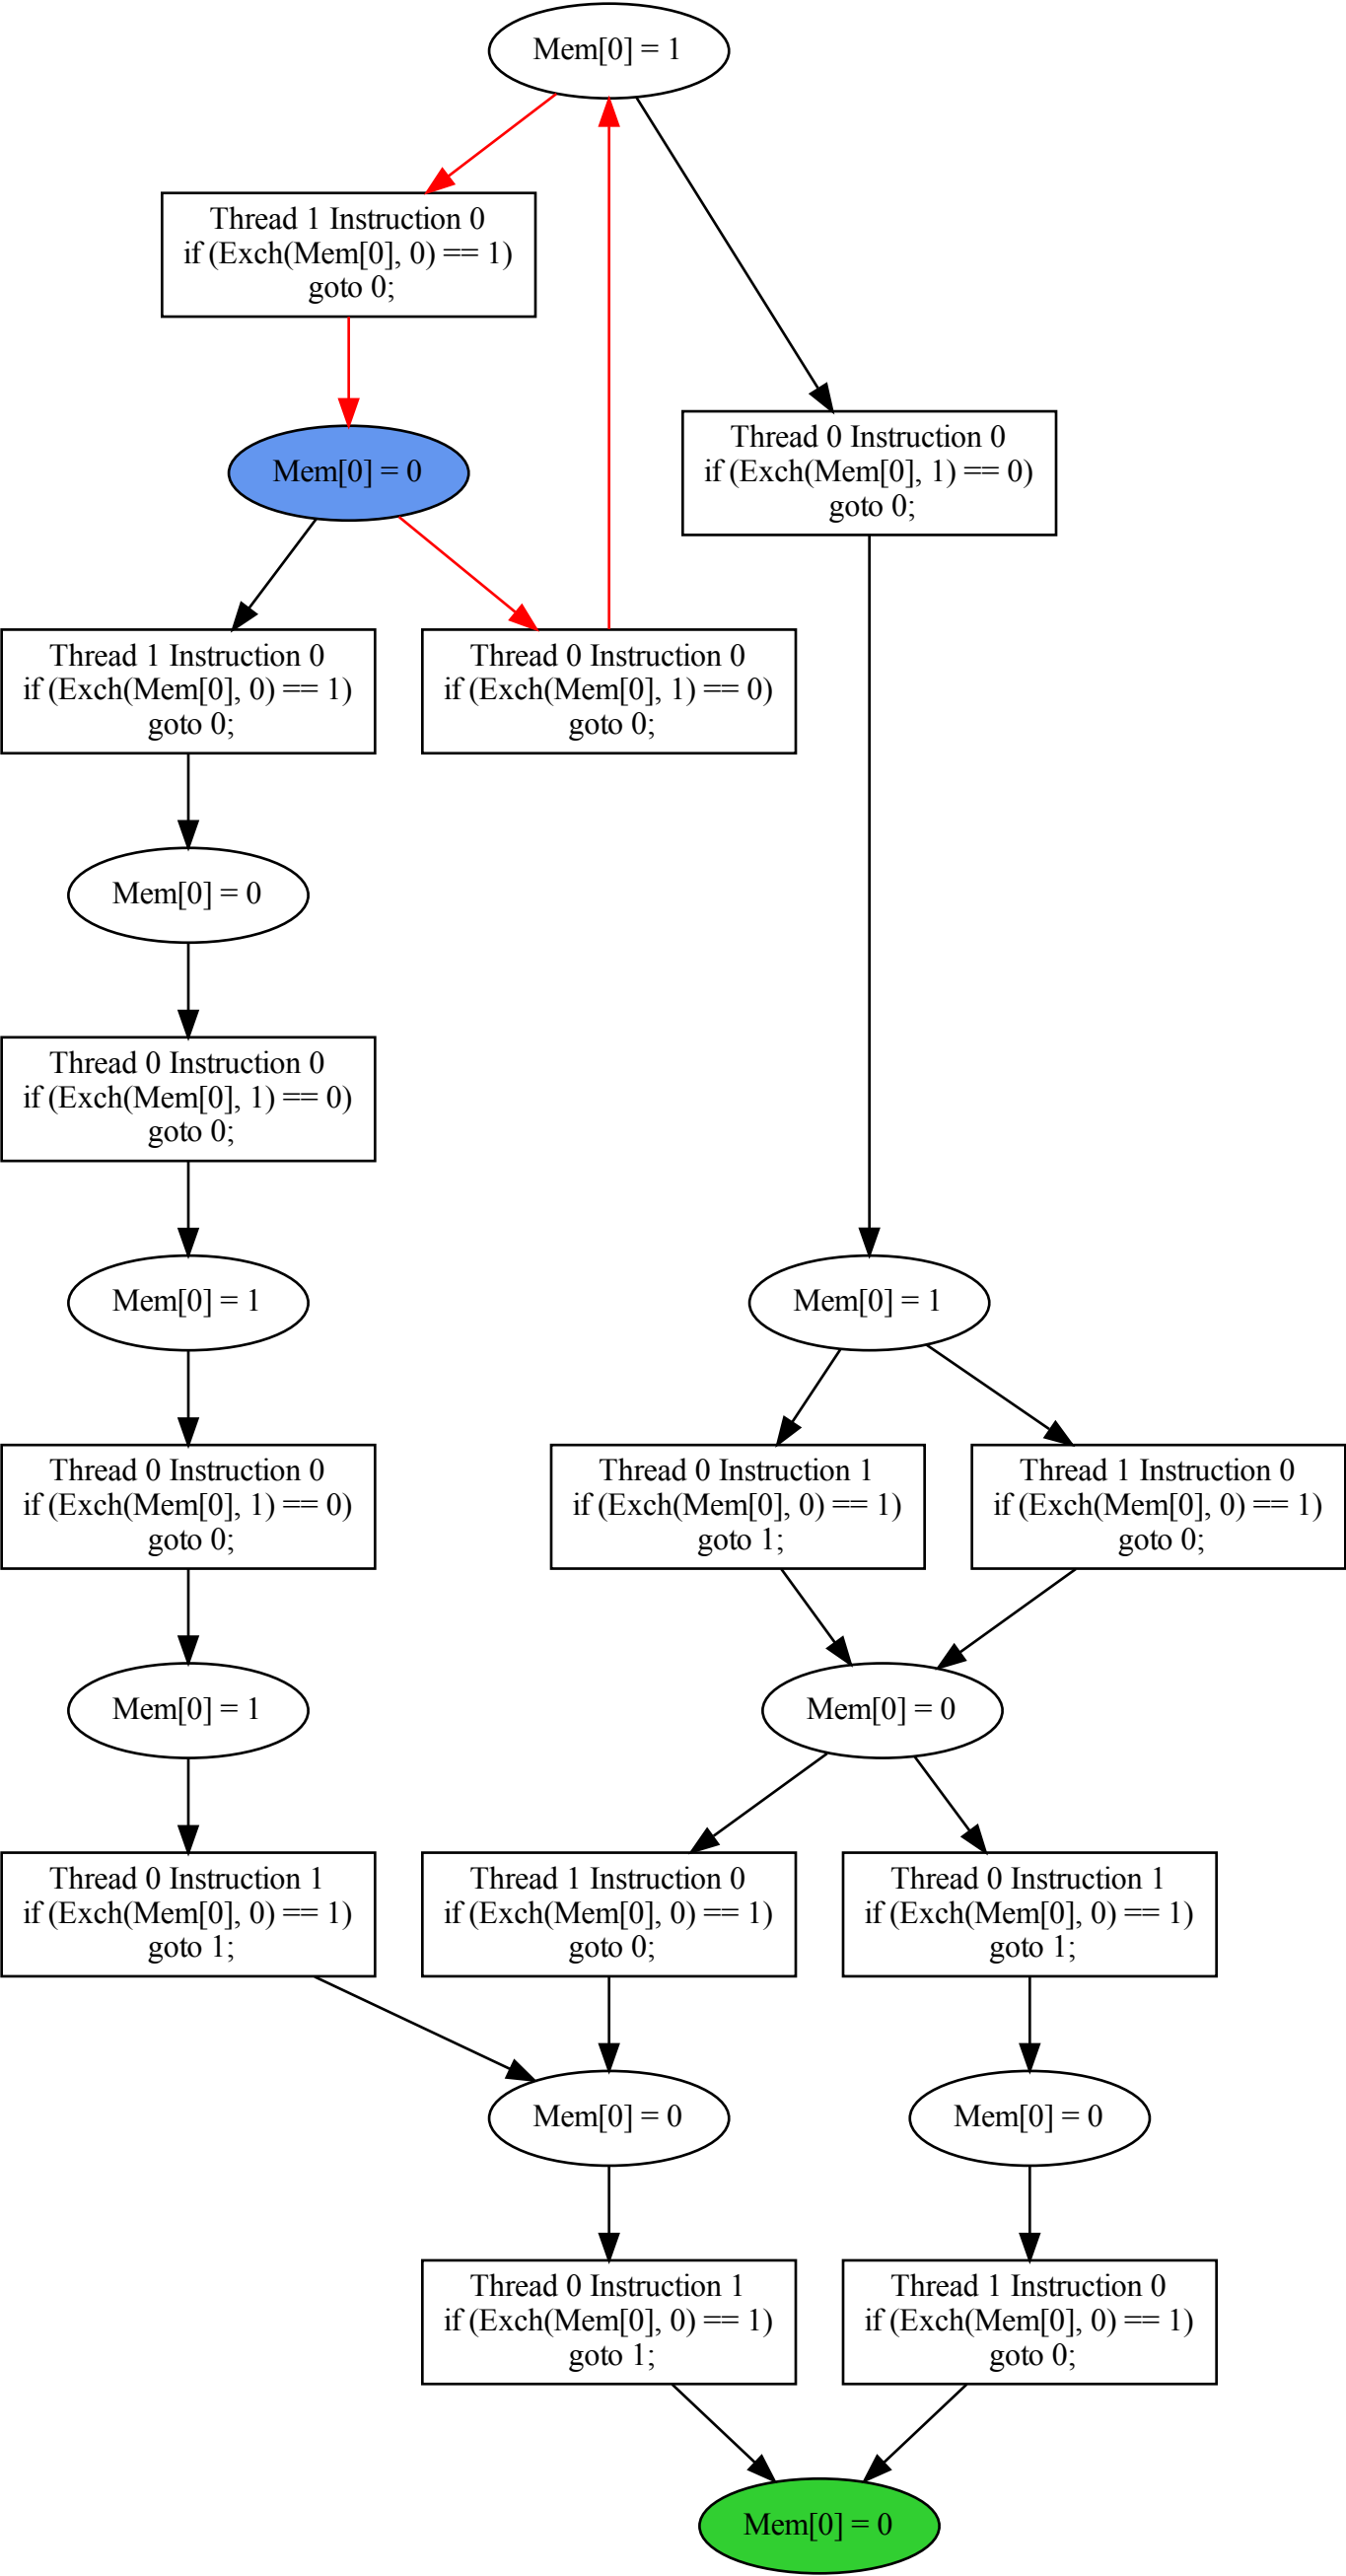 Mem[0] = 1
Thread 1 Instruction 0
if (Exch(Mem[0], 0) == 1)
goto 0;
Mem[0] = 0
Thread 0 Instruction 0
if (Exch(Mem[0], 1) == 0)
goto 0;
Thread 1 Instruction 0
if (Exch(Mem[0], 0) == 1)
goto 0;
Thread 0 Instruction 0
if (Exch(Mem[0], 1) == 0)
goto 0;
Mem[0] = 0
Thread 0 Instruction 0
if (Exch(Mem[0], 1) == 0)
goto 0;
Mem[0] = 1
Mem[0] = 1
Thread 0 Instruction 0
if (Exch(Mem[0], 1) == 0)
goto 0;
Thread 0 Instruction 1
if (Exch(Mem[0], 0) == 1)
goto 1;
Thread 1 Instruction 0
if (Exch(Mem[0], 0) == 1)
goto 0;
Mem[0] = 1
Mem[0] = 0
Thread 0 Instruction 1
if (Exch(Mem[0], 0) == 1)
goto 1;
Thread 1 Instruction 0
if (Exch(Mem[0], 0) == 1)
goto 0;
Thread 0 Instruction 1
if (Exch(Mem[0], 0) == 1)
goto 1;
Mem[0] = 0
Mem[0] = 0
Thread 0 Instruction 1
if (Exch(Mem[0], 0) == 1)
goto 1;
Thread 1 Instruction 0
if (Exch(Mem[0], 0) == 1)
goto 0;
Mem[0] = 0